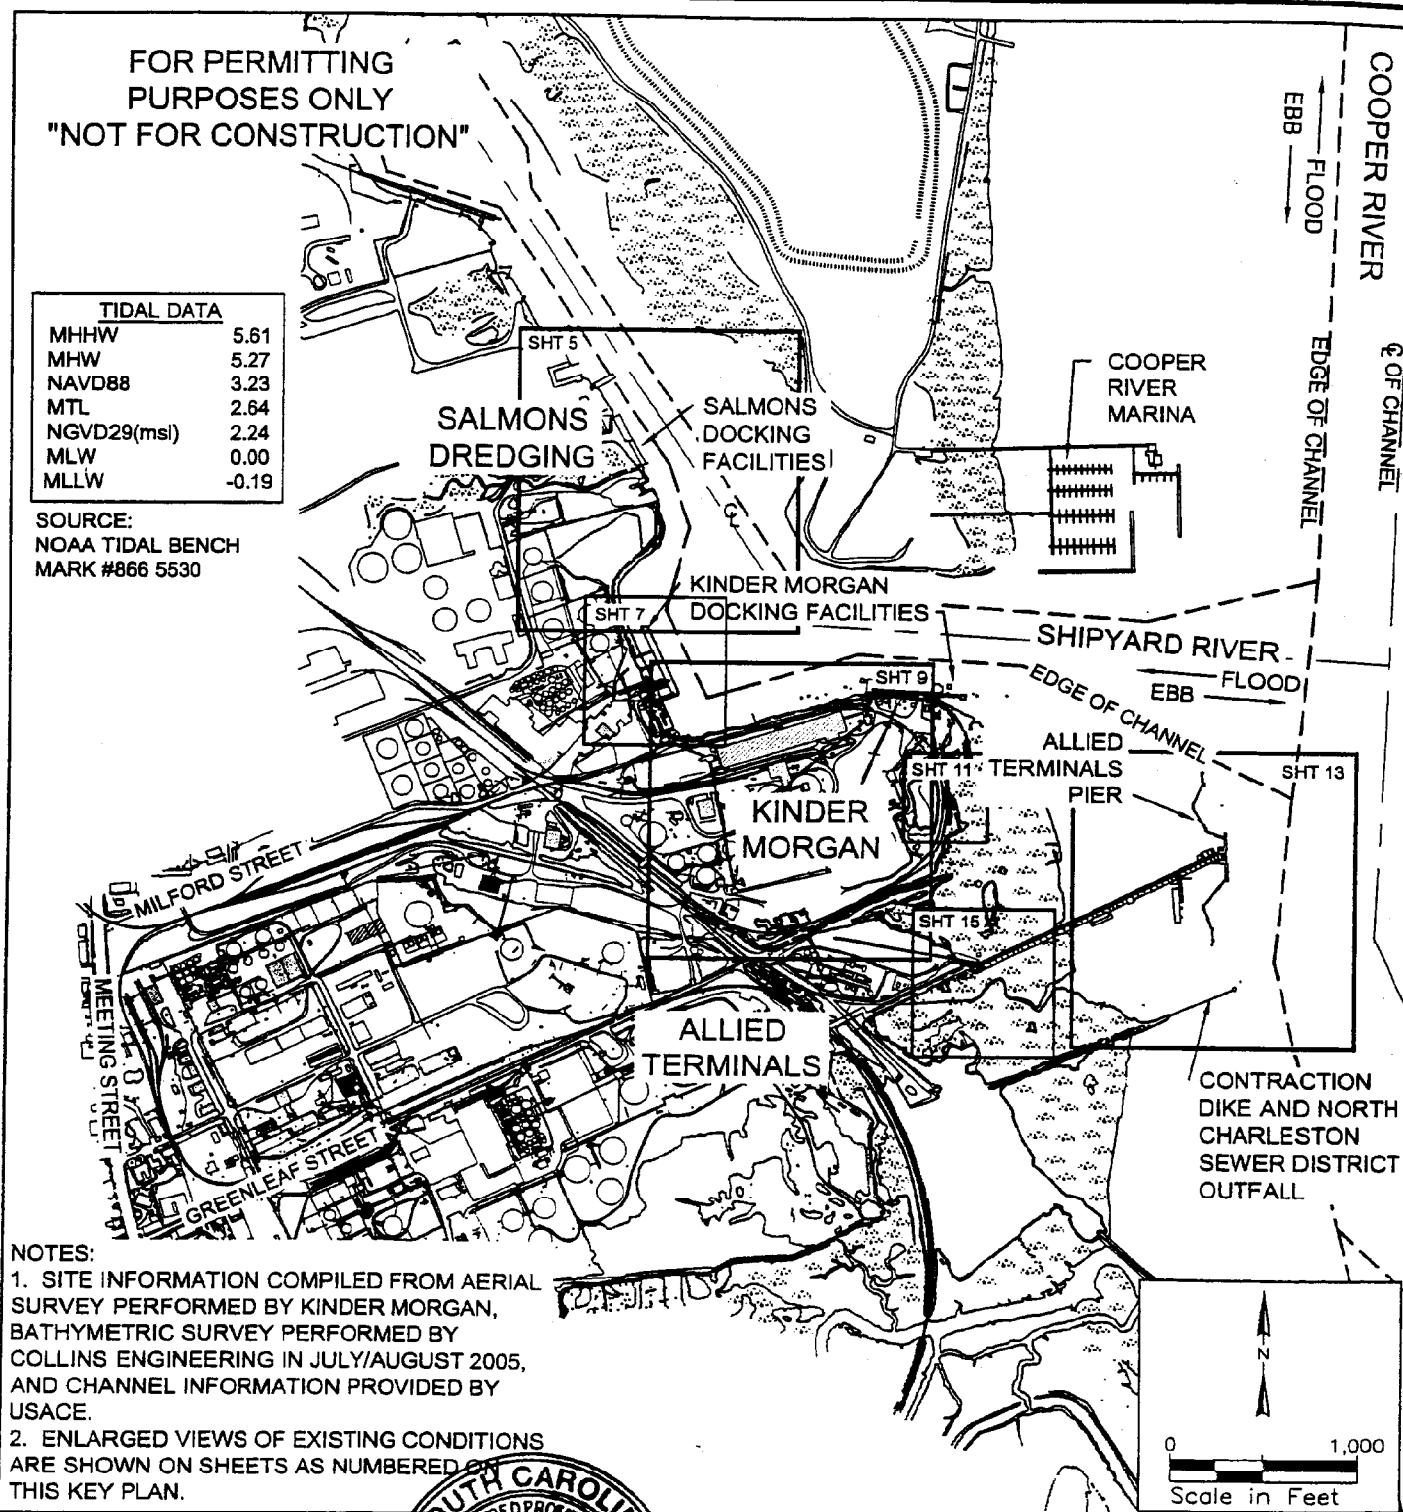 FOR PERMITTING
PURPOSES ONLY
"NOT FOR CONSTRUCTION"
TIDAL DATA
MHHW 5.61
MHW 5.27
NAVD88 3.23
MTL 2.64
NGVD29(msl) 2.24
MLW 0.00
MLLW -0.19
SOURCE:
NOAA TIDAL BENCH
MARK #866 5530
COOPER RIVER
FLOOD
EBB
EDGE OF CHANNEL
℄ OF CHANNEL
SHT 5
SALMONS
DREDGING
SALMONS
DOCKING
FACILITIES
COOPER
RIVER
MARINA
℄
KINDER MORGAN
DOCKING FACILITIES
SHT 7
SHIPYARD RIVER
FLOOD
EBB
EDGE OF CHANNEL
SHT 9
SHT 11
ALLIED
TERMINALS
PIER
SHT 13
KINDER
MORGAN
SHT 15
MILFORD STREET
MEETING STREET
GREENLEAF STREET
ALLIED
TERMINALS
CONTRACTION
DIKE AND NORTH
CHARLESTON
SEWER DISTRICT
OUTFALL
NOTES:
1. SITE INFORMATION COMPILED FROM AERIAL
SURVEY PERFORMED BY KINDER MORGAN,
BATHYMETRIC SURVEY PERFORMED BY
COLLINS ENGINEERING IN JULY/AUGUST 2005,
AND CHANNEL INFORMATION PROVIDED BY
USACE.
2. ENLARGED VIEWS OF EXISTING CONDITIONS
ARE SHOWN ON SHEETS AS NUMBERED ON
THIS KEY PLAN.
N
0 1,000
Scale in Feet